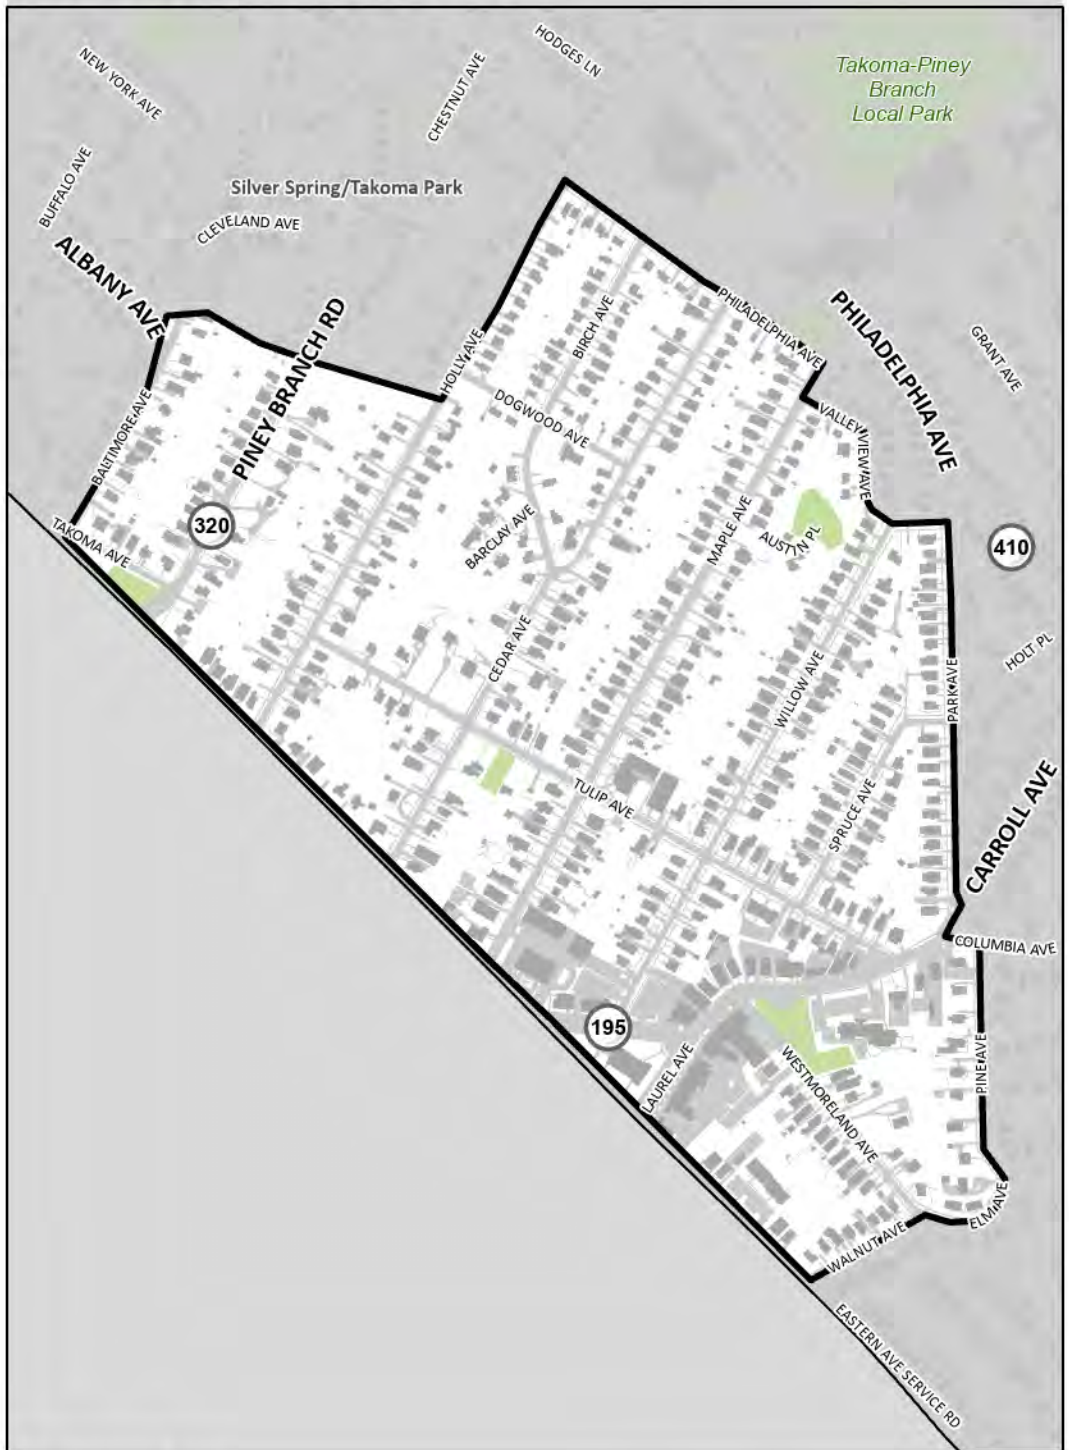 HODGES LN
NEW YORK AVE
CHESTNUT AVE
Takoma-Piney
Branch
Local Park
BUFFALO AVE
Silver Spring/Takoma Park
CLEVELAND AVE
ALBANY AVE
PINEY BRANCH RD
PHILADELPHIA AVE
PHILADELPHIA AVE
BIRCH AVE
HOLLY AVE
GRANT AVE
BALTIMORE AVE
DOGWOOD AVE
VALLEY VIEW AVE
320
TAKOMA AVE
BARCLAY AVE
MAPLE AVE
AUSTIN PL
410
CEDAR AVE
WILLOW AVE
HOLT PL
PARK AVE
TULIP AVE
SPRUCE AVE
CARROLL AVE
COLUMBIA AVE
195
LAUREL AVE
WESTMORELAND AVE
PINE AVE
ELM AVE
WALNUT AVE
EASTERN AVE SERVICE RD